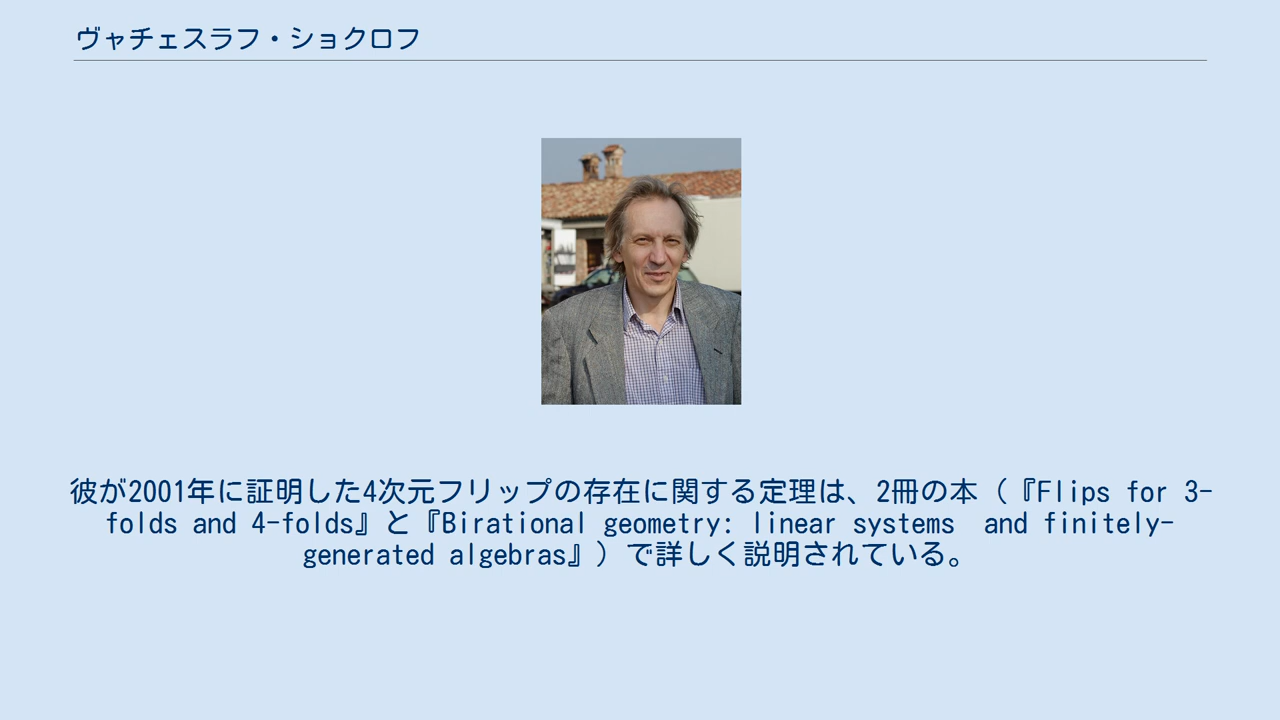 ヴャチェスラフ・ショクロフ
彼が2001年に証明した4次元フリップの存在に関する定理は、2冊の本（『Flips for 3-
folds and 4-folds』と『Birational geometry: linear systems  and finitely-
generated algebras』）で詳しく説明されている。